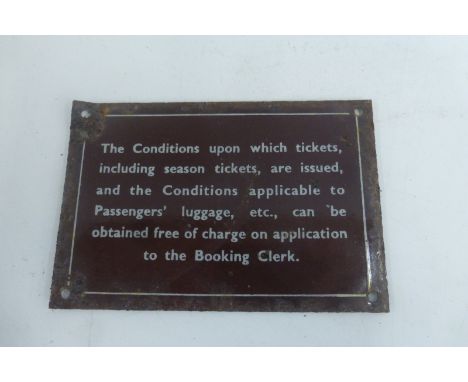 The Conditions upon which tickets,
including season tickets, are issued,
and the Conditions applicable to
Passengers' luggage, etc., can be
obtained free of charge on application
to the Booking Clerk.